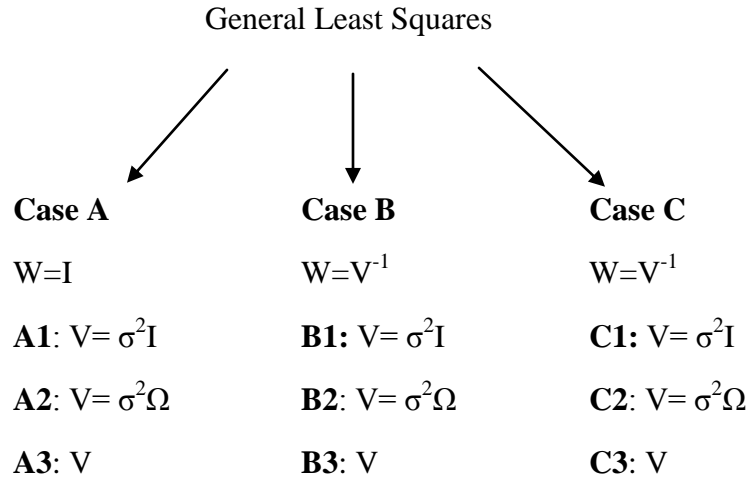 General Least Squares
Case A Case B Case C
W=I W=V⁻¹ W=V⁻¹
A1: V= σ²I B1: V= σ²I C1: V= σ²I
A2: V= σ²Ω B2: V= σ²Ω C2: V= σ²Ω
A3: V B3: V C3: V